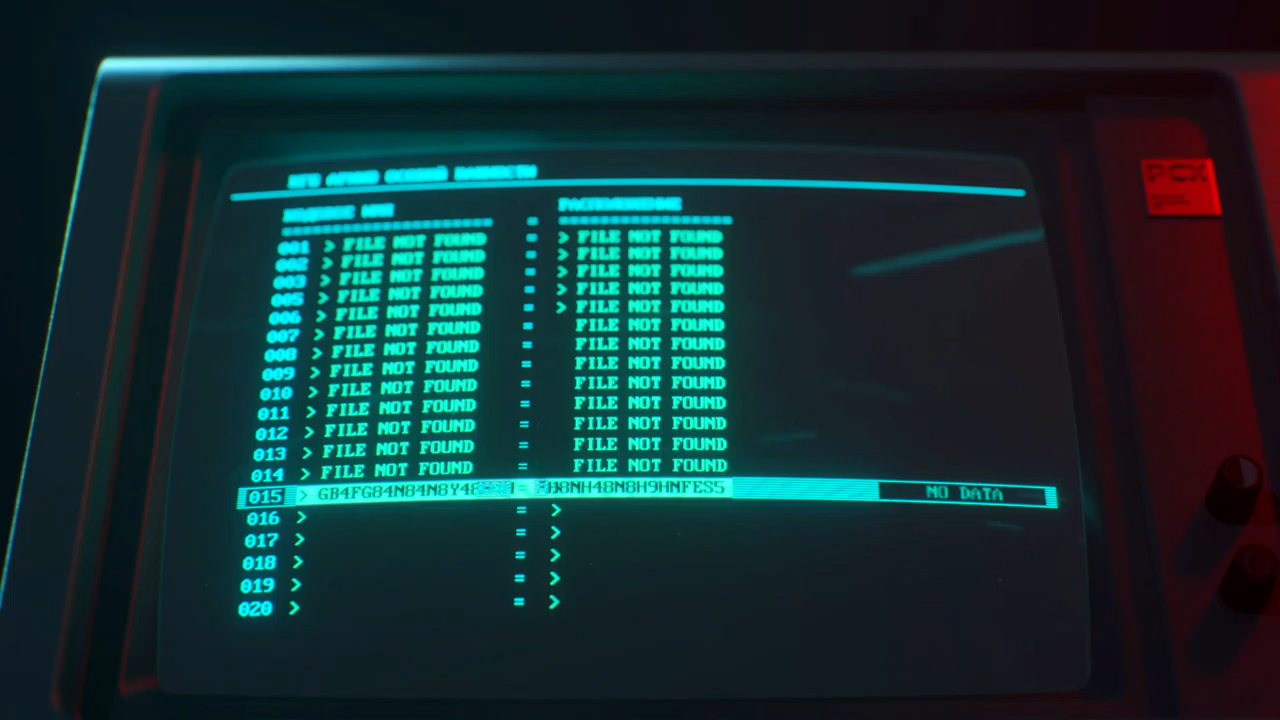 PCX
001 > FILE NOT FOUND = > FILE NOT FOUND
002 > FILE NOT FOUND = > FILE NOT FOUND
003 > FILE NOT FOUND = > FILE NOT FOUND
005 > FILE NOT FOUND = > FILE NOT FOUND
006 > FILE NOT FOUND = > FILE NOT FOUND
007 > FILE NOT FOUND = FILE NOT FOUND
008 > FILE NOT FOUND = FILE NOT FOUND
009 > FILE NOT FOUND = FILE NOT FOUND
010 > FILE NOT FOUND = FILE NOT FOUND
011 > FILE NOT FOUND = FILE NOT FOUND
012 > FILE NOT FOUND = FILE NOT FOUND
013 > FILE NOT FOUND = FILE NOT FOUND
014 > FILE NOT FOUND = FILE NOT FOUND
015 > = NO DATA
016 > = >
017 > = >
018 > = >
019 > = >
020 > = >